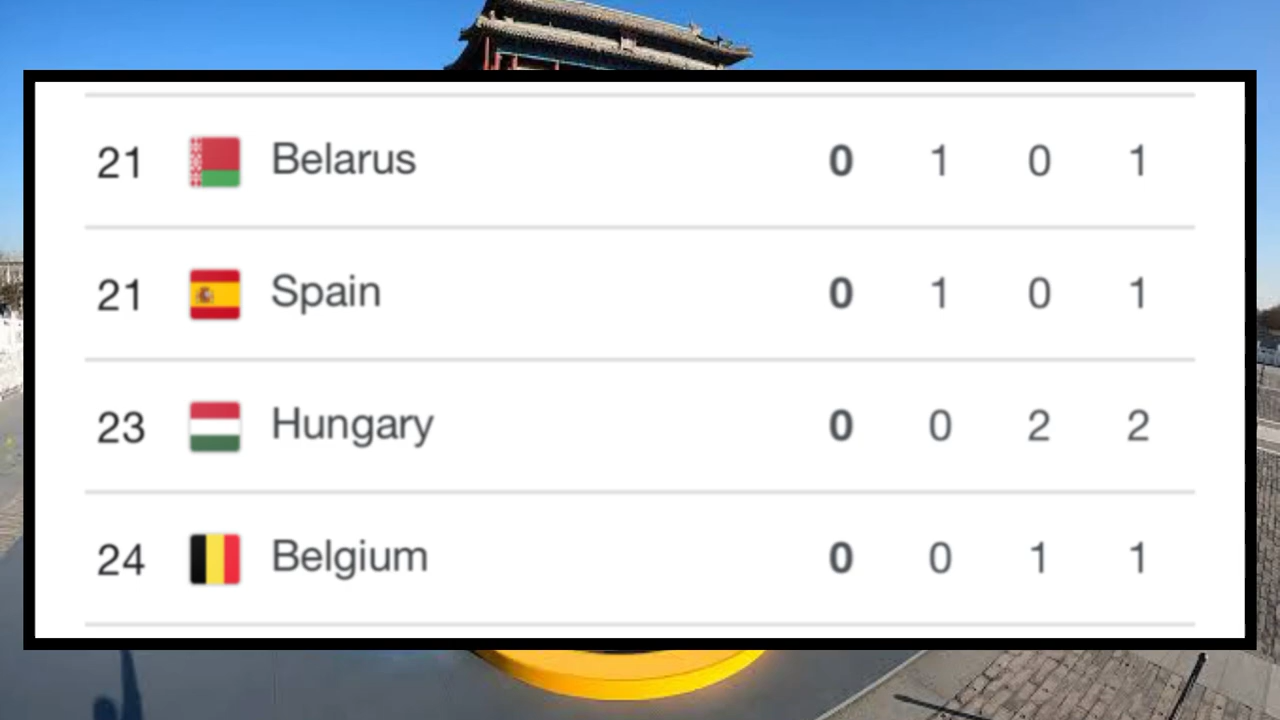 21 Belarus 0 1 0 1
21 Spain 0 1 0 1
23 Hungary 0 0 2 2
24 Belgium 0 0 1 1